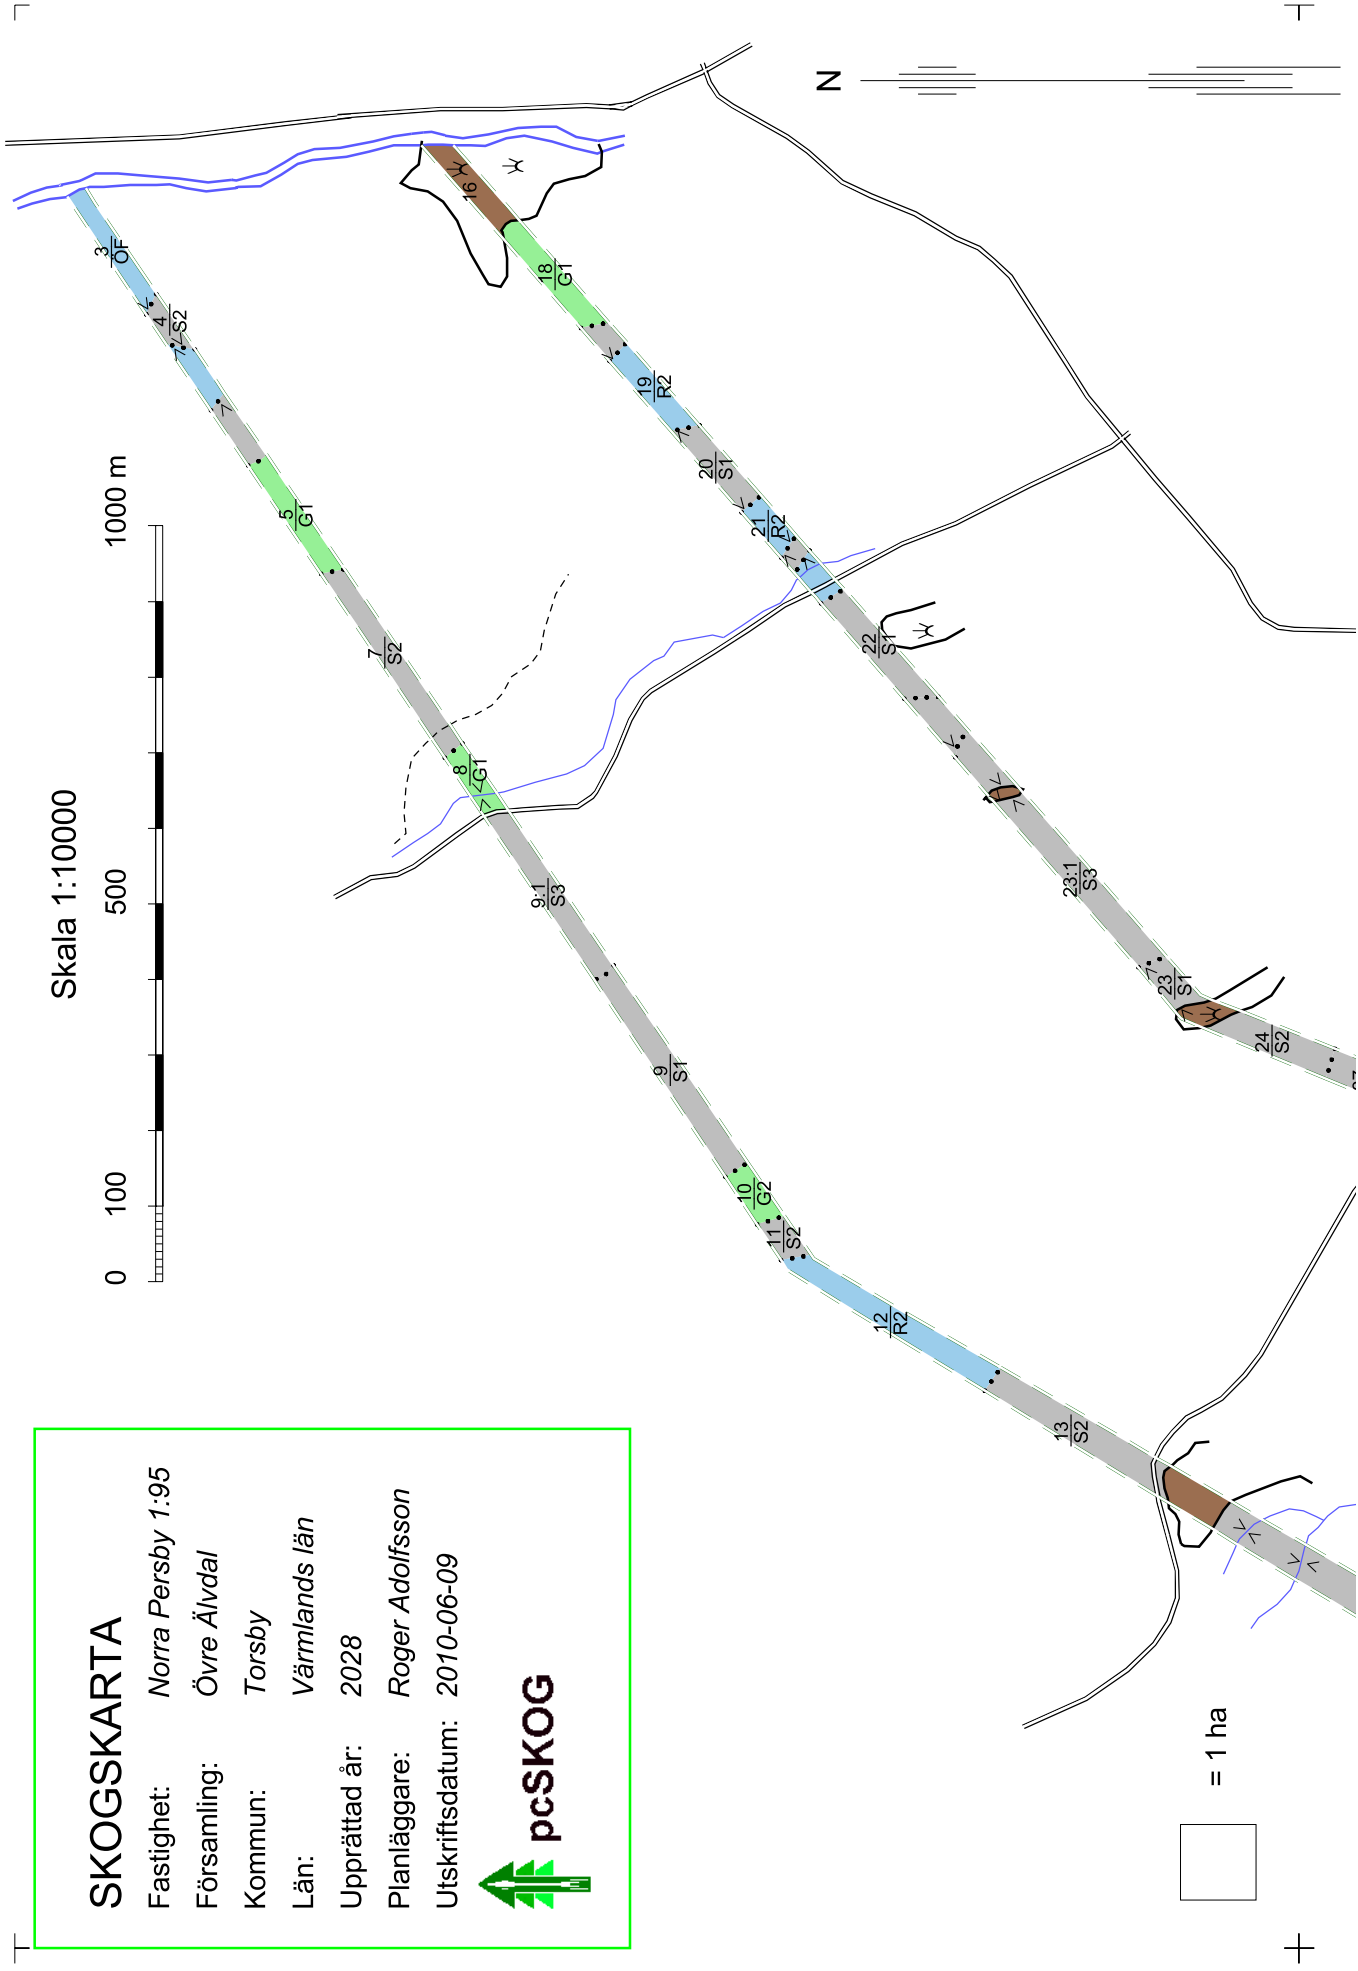 SKOGSKARTA
Fastighet: Norra Persby 1:95
Församling: Övre Älvdal
Kommun: Torsby
Län: Värmlands län
Upprättad år: 2028
Planläggare: Roger Adolfsson
Utskriftsdatum: 2010-06-09
pcSKOG
Skala 1:10000
0 100 500 1000 m
N
= 1 ha
3
ÖF
4
S2
5
G1
7
S2
8
G1
9:1
S3
9
S1
10
G2
11
S2
12
R2
13
S2
16
18
G1
19
R2
20
S1
21
R2
22
S1
23:1
S3
23
S1
24
S2